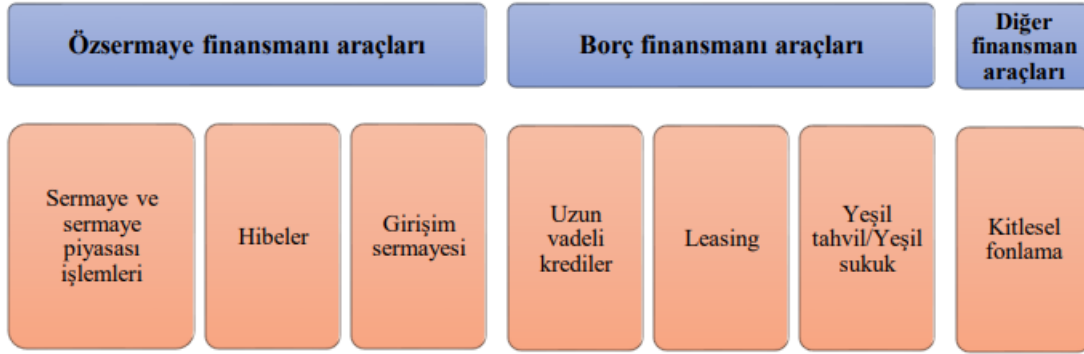 Özsermaye finansmanı araçları
Borç finansmanı araçları
Diğer
finansman
araçları
Sermaye ve
sermaye
piyasası
işlemleri
Hibeler
Girişim
sermayesi
Uzun
vadeli
krediler
Leasing
Yeşil
tahvil/Yeşil
sukuk
Kitlesel
fonlama